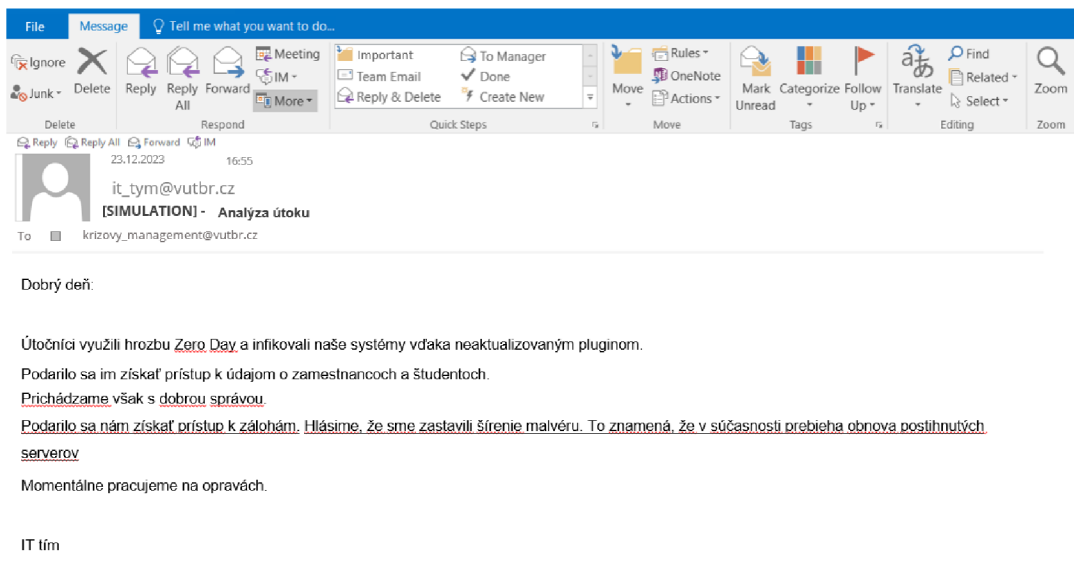 File Message Tell me what you want to do...
Ignore Delete Reply Reply All Forward Meeting Important To Manager Move Rules Mark Unread Categorize Follow Up Translate Find Zoom
Junk IM Team Email Done OneNote Related
More Reply & Delete Create New Actions Select
Delete Respond Quick Steps Move Tags Editing Zoom
Reply Reply All Forward IM
23.12.2023 16:55
it_tym@vutbr.cz
[SIMULATION] - Analýza útoku
To krizovy_management@vutbr.cz
Dobrý deň:
Útočníci využili hrozbu Zero Day a infikovali naše systémy vďaka neaktualizovaným pluginom.
Podarilo sa im získať prístup k údajom o zamestnancoch a študentoch.
Prichádzame však s dobrou správou.
Podarilo sa nám získať prístup k zálohám. Hlásime, že sme zastavili šírenie malvéru. To znamená, že v súčasnosti prebieha obnova postihnutých
serverov
Momentálne pracujeme na opravách.
IT tím